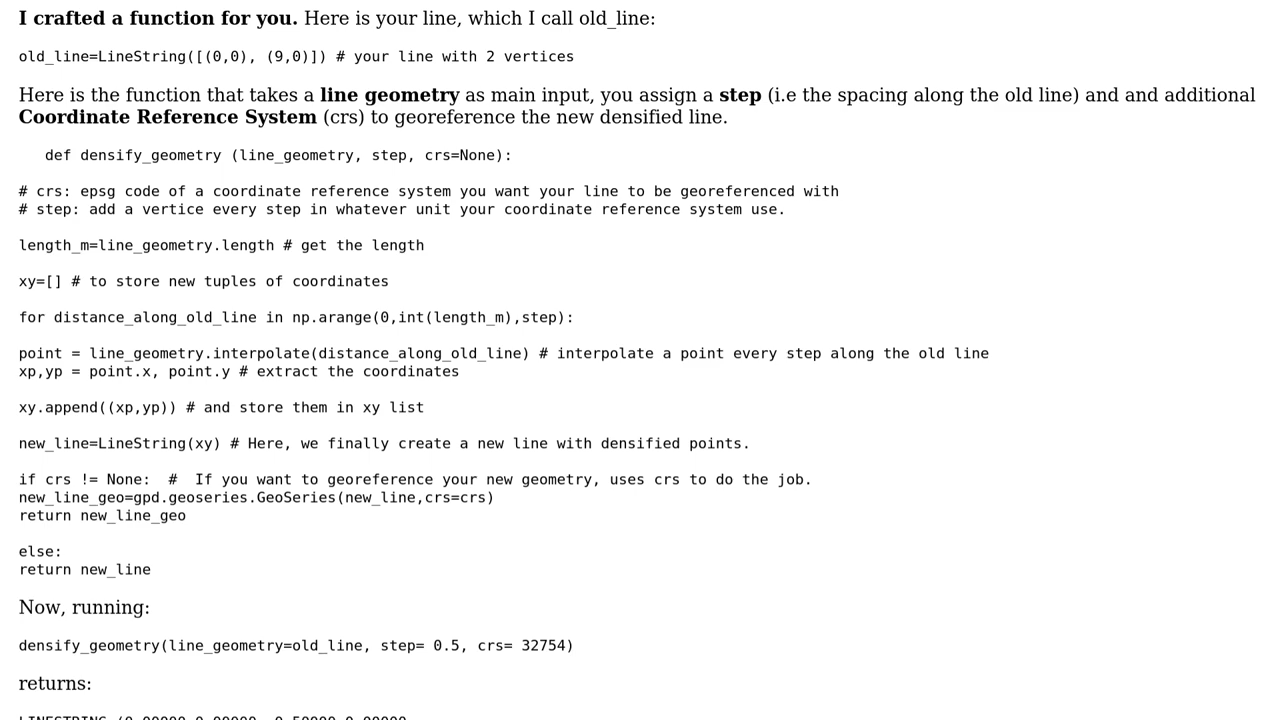 I crafted a function for you. Here is your line, which I call old_line:
old_line=LineString([(0,0), (9,0)]) # your line with 2 vertices
Here is the function that takes a line geometry as main input, you assign a step (i.e the spacing along the old line) and and additional
Coordinate Reference System (crs) to georeference the new densified line.
def densify_geometry (line_geometry, step, crs=None):
# crs: epsg code of a coordinate reference system you want your line to be georeferenced with
# step: add a vertice every step in whatever unit your coordinate reference system use.
length_m=line_geometry.length # get the length
xy=[] # to store new tuples of coordinates
for distance_along_old_line in np.arange(0,int(length_m),step):
point = line_geometry.interpolate(distance_along_old_line) # interpolate a point every step along the old line
xp,yp = point.x, point.y # extract the coordinates
xy.append((xp,yp)) # and store them in xy list
new_line=LineString(xy) # Here, we finally create a new line with densified points.
if crs != None:  #  If you want to georeference your new geometry, uses crs to do the job.
new_line_geo=gpd.geoseries.GeoSeries(new_line,crs=crs)
return new_line_geo
else:
return new_line
Now, running:
densify_geometry(line_geometry=old_line, step= 0.5, crs= 32754)
returns:
LINESTRING (0.00000 0.00000, 0.50000 0.00000,